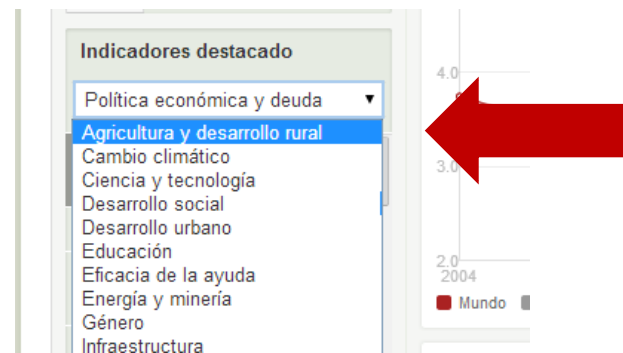 Indicadores destacado
Política económica y deuda
Agricultura y desarrollo rural
Cambio climático
Ciencia y tecnología
Desarrollo social
Desarrollo urbano
Educación
Eficacia de la ayuda
Energía y minería
Género
Infraestructura
4.0
3.0
2.0
2004
Mundo